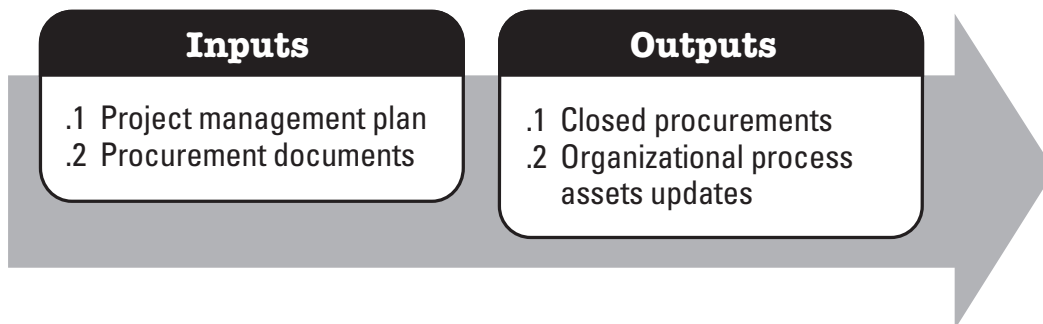 Inputs
.1 Project management plan
.2 Procurement documents
Outputs
.1 Closed procurements
.2 Organizational process
assets updates